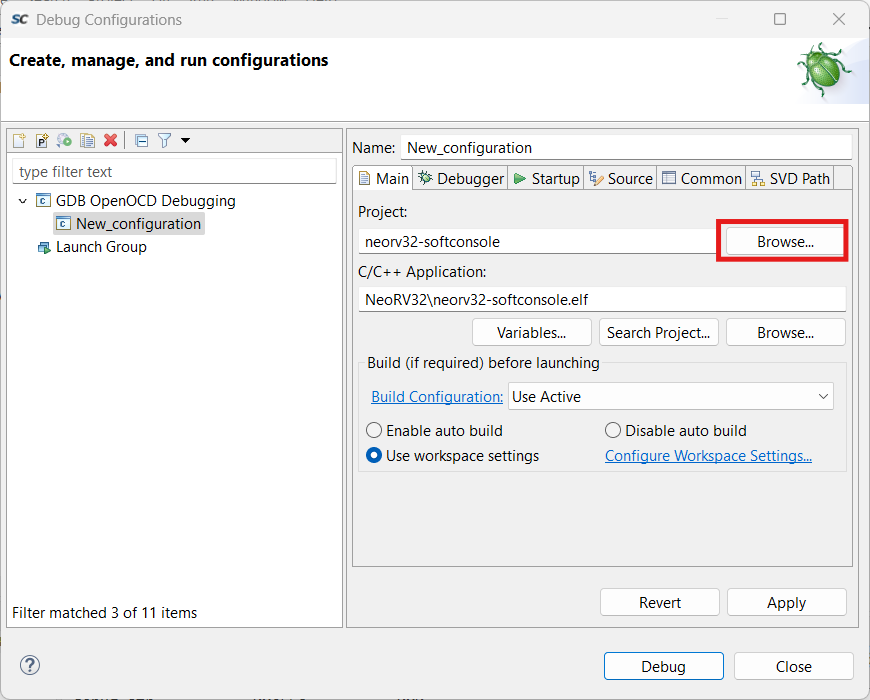 SC Debug Configurations
Create, manage, and run configurations
type filter text
GDB OpenOCD Debugging
New_configuration
Launch Group
Filter matched 3 of 11 items
Name: New_configuration
Main Debugger Startup Source Common SVD Path
Project:
neorv32-softconsole Browse...
C/C++ Application:
NeoRV32\neorv32-softconsole.elf
Variables... Search Project... Browse...
Build (if required) before launching
Build Configuration: Use Active
Enable auto build Disable auto build
Use workspace settings Configure Workspace Settings...
Revert Apply
? Debug Close